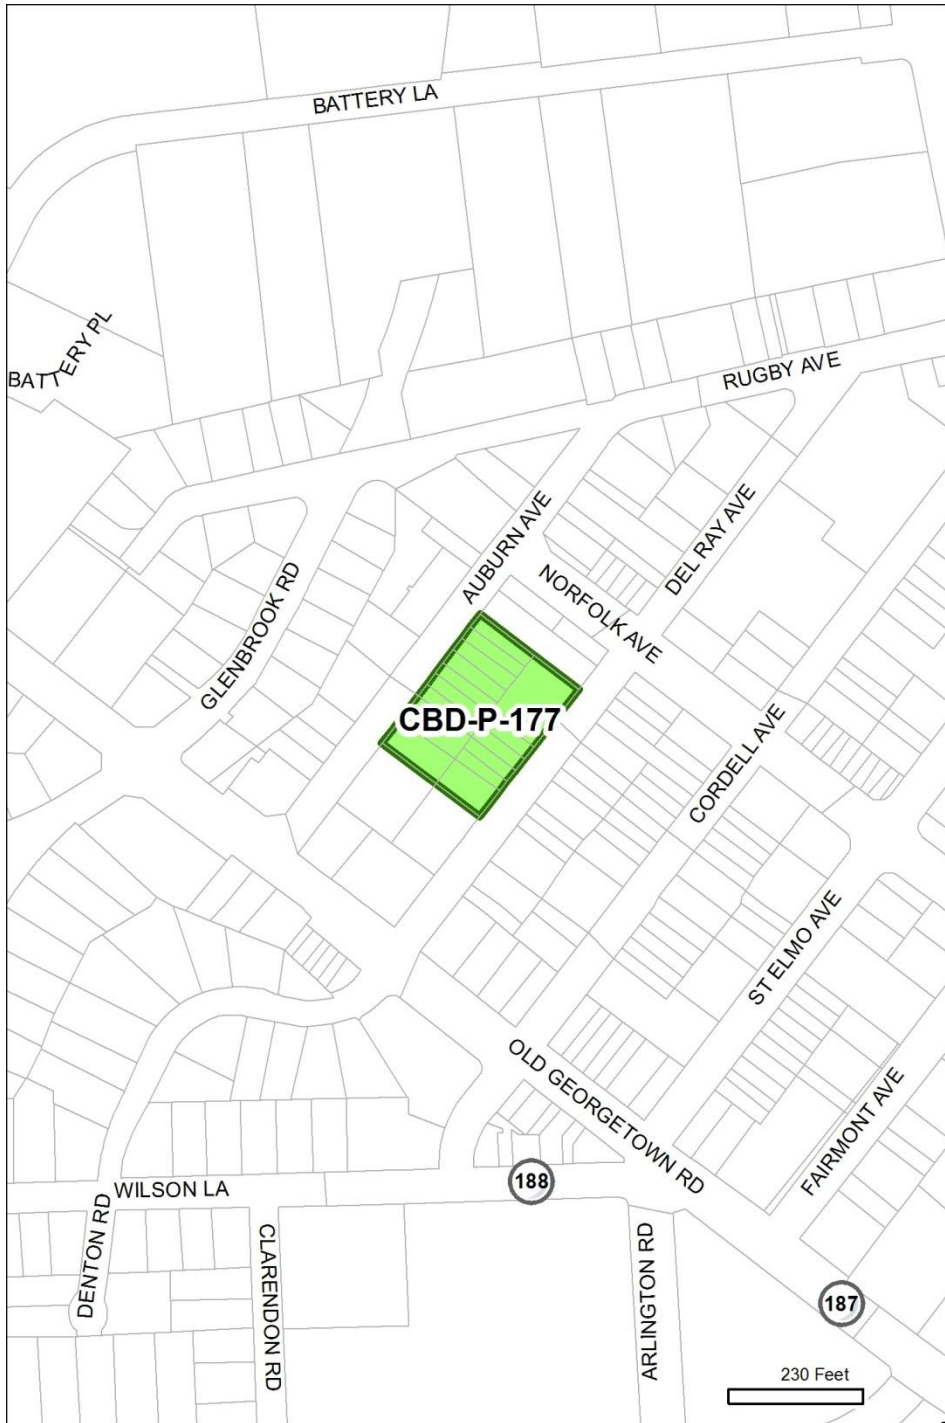 BATTERY LA
BATTERY PL
RUGBY AVE
AUBURN AVE
DEL RAY AVE
NORFOLK AVE
GLENBROOK RD
CBD-P-177
CORDELL AVE
ST ELMO AVE
OLD GEORGETOWN RD
FAIRMONT AVE
188
WILSON LA
DENTON RD
CLARENDON RD
ARLINGTON RD
187
230 Feet